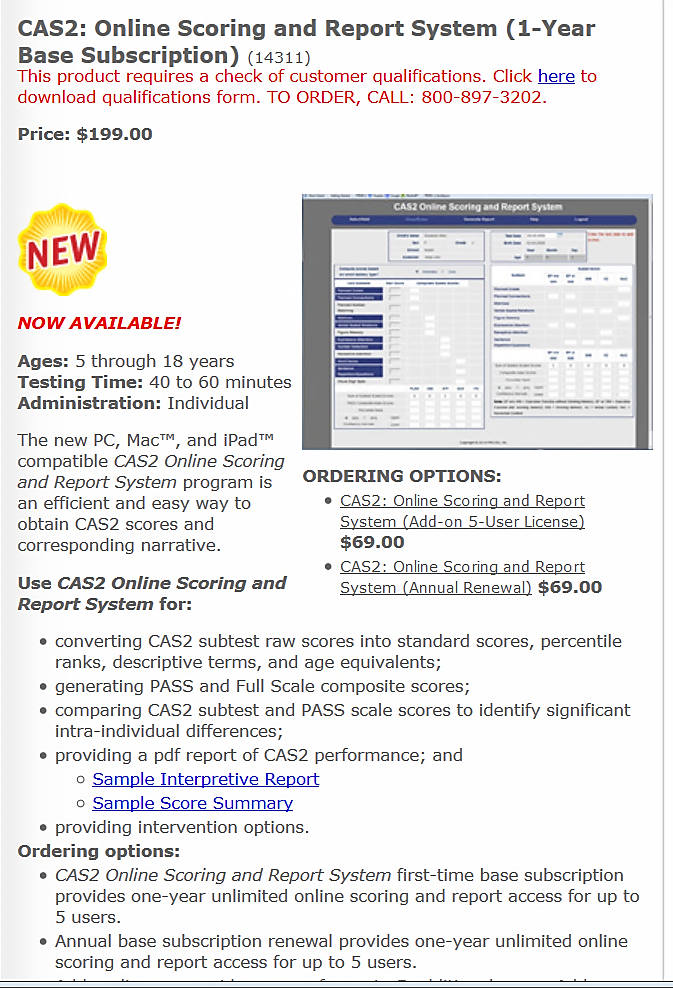 CAS2: Online Scoring and Report System (1-Year
Base Subscription) (14311)
This product requires a check of customer qualifications. Click here to
download qualifications form. TO ORDER, CALL: 800-897-3202.
Price: $199.00
NEW
NOW AVAILABLE!
Ages: 5 through 18 years
Testing Time: 40 to 60 minutes
Administration: Individual
The new PC, Mac™, and iPad™
compatible CAS2 Online Scoring
and Report System program is
an efficient and easy way to
obtain CAS2 scores and
corresponding narrative.
Use CAS2 Online Scoring and
Report System for:
CAS2 Online Scoring and Report System
Generate Report
Help
Logout
ORDERING OPTIONS:
• CAS2: Online Scoring and Report
System (Add-on 5-User License)
$69.00
• CAS2: Online Scoring and Report
System (Annual Renewal) $69.00
• converting CAS2 subtest raw scores into standard scores, percentile
ranks, descriptive terms, and age equivalents;
• generating PASS and Full Scale composite scores;
• comparing CAS2 subtest and PASS scale scores to identify significant
intra-individual differences;
• providing a pdf report of CAS2 performance; and
○ Sample Interpretive Report
○ Sample Score Summary
• providing intervention options.
Ordering options:
• CAS2 Online Scoring and Report System first-time base subscription
provides one-year unlimited online scoring and report access for up to
5 users.
• Annual base subscription renewal provides one-year unlimited online
scoring and report access for up to 5 users.